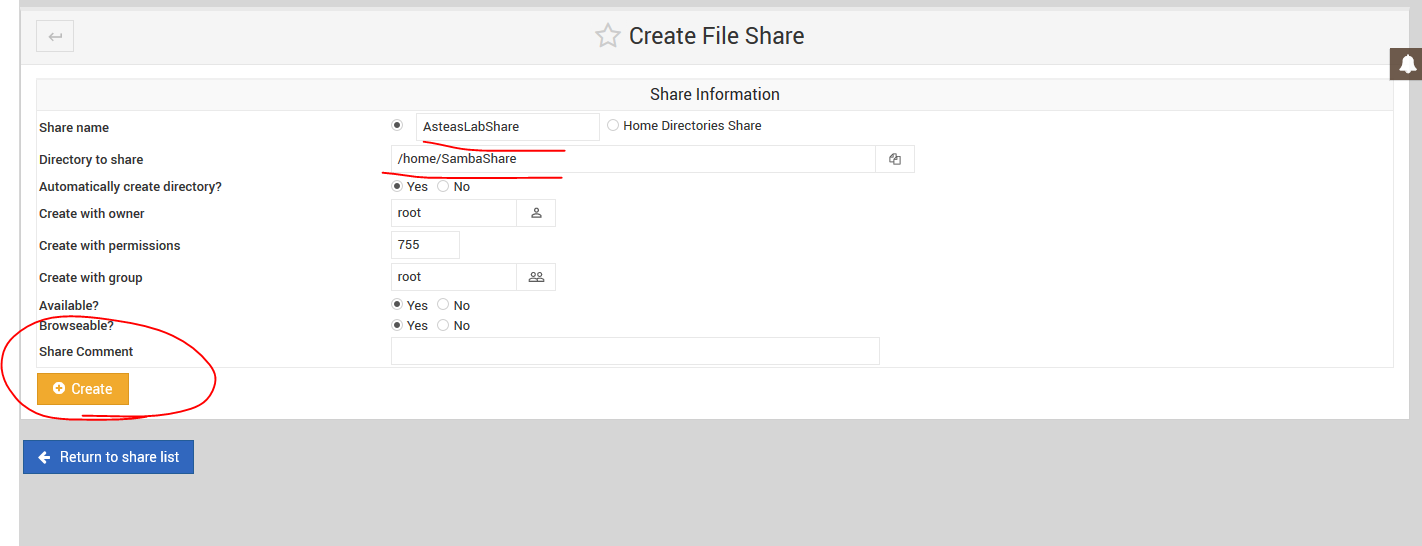 Create File Share
Share Information
Share name AsteasLabShare Home Directories Share
Directory to share /home/SambaShare
Automatically create directory? Yes No
Create with owner root
Create with permissions 755
Create with group root
Available? Yes No
Browseable? Yes No
Share Comment
Create
Return to share list